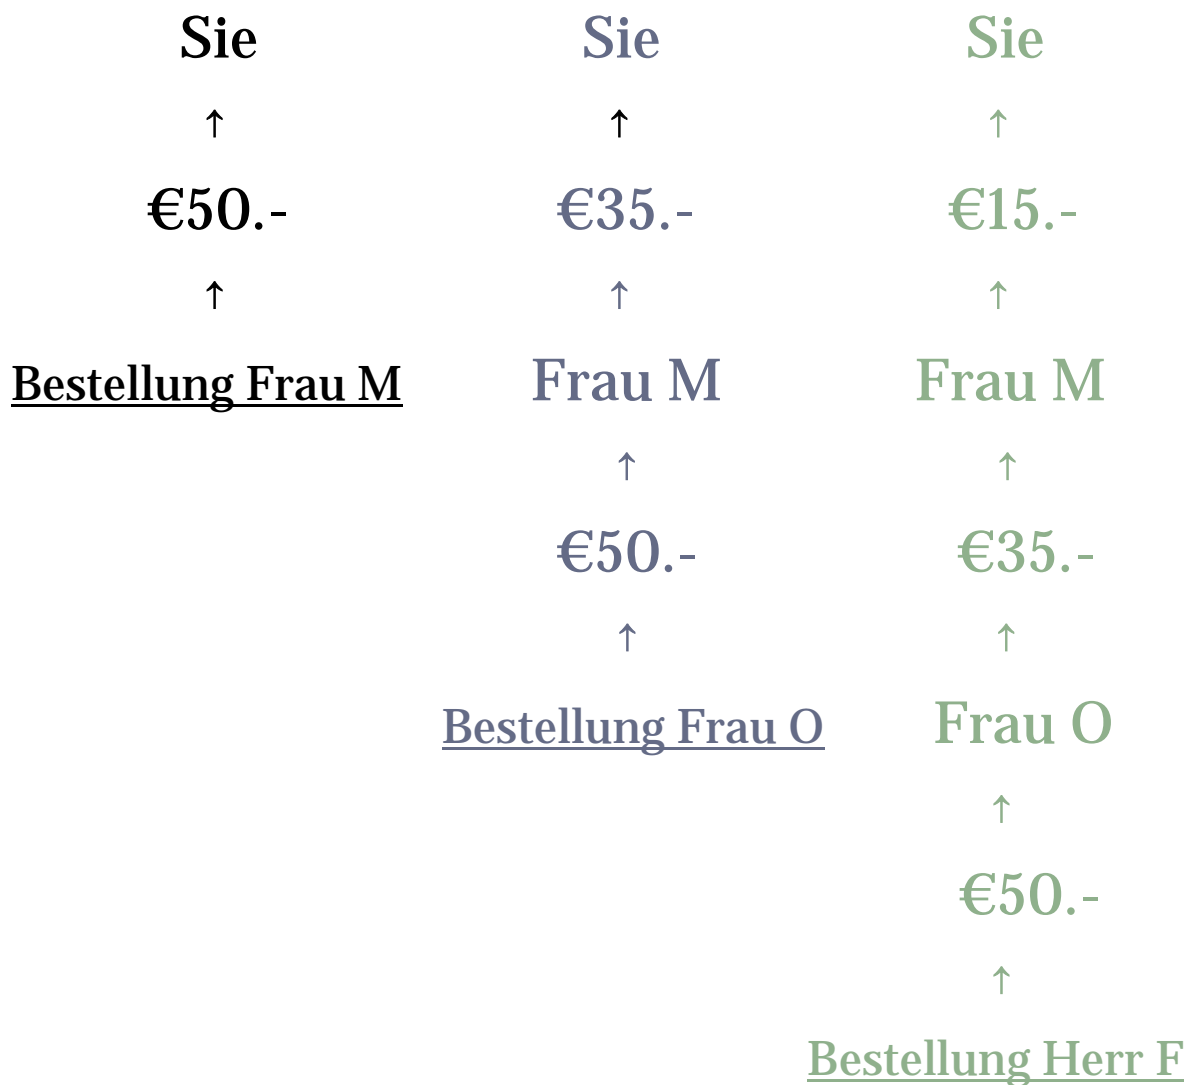 Sie Sie Sie
↑ ↑ ↑
€50.- €35.- €15.-
↑ ↑ ↑
Bestellung Frau M Frau M Frau M
↑ ↑
€50.- €35.-
↑ ↑
Bestellung Frau O Frau O
↑
€50.-
↑
Bestellung Herr F